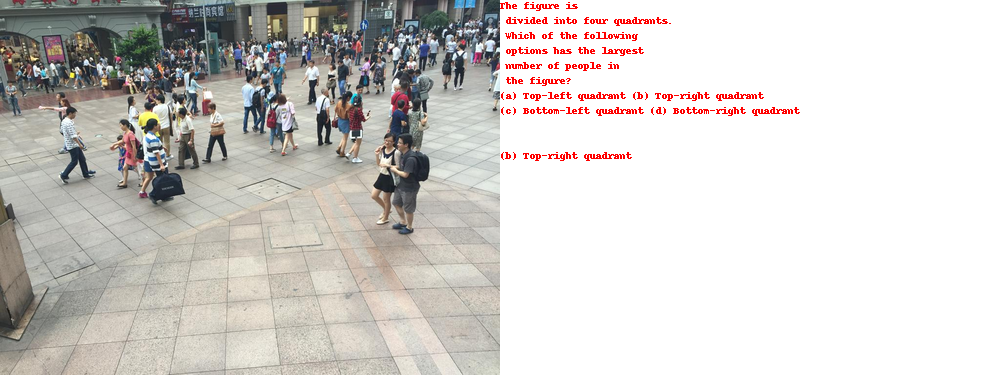 The figure is
divided into four quadrants.
Which of the following
options has the largest
number of people in
the figure?
(a) Top-left quadrant (b) Top-right quadrant
(c) Bottom-left quadrant (d) Bottom-right quadrant
(b) Top-right quadrant